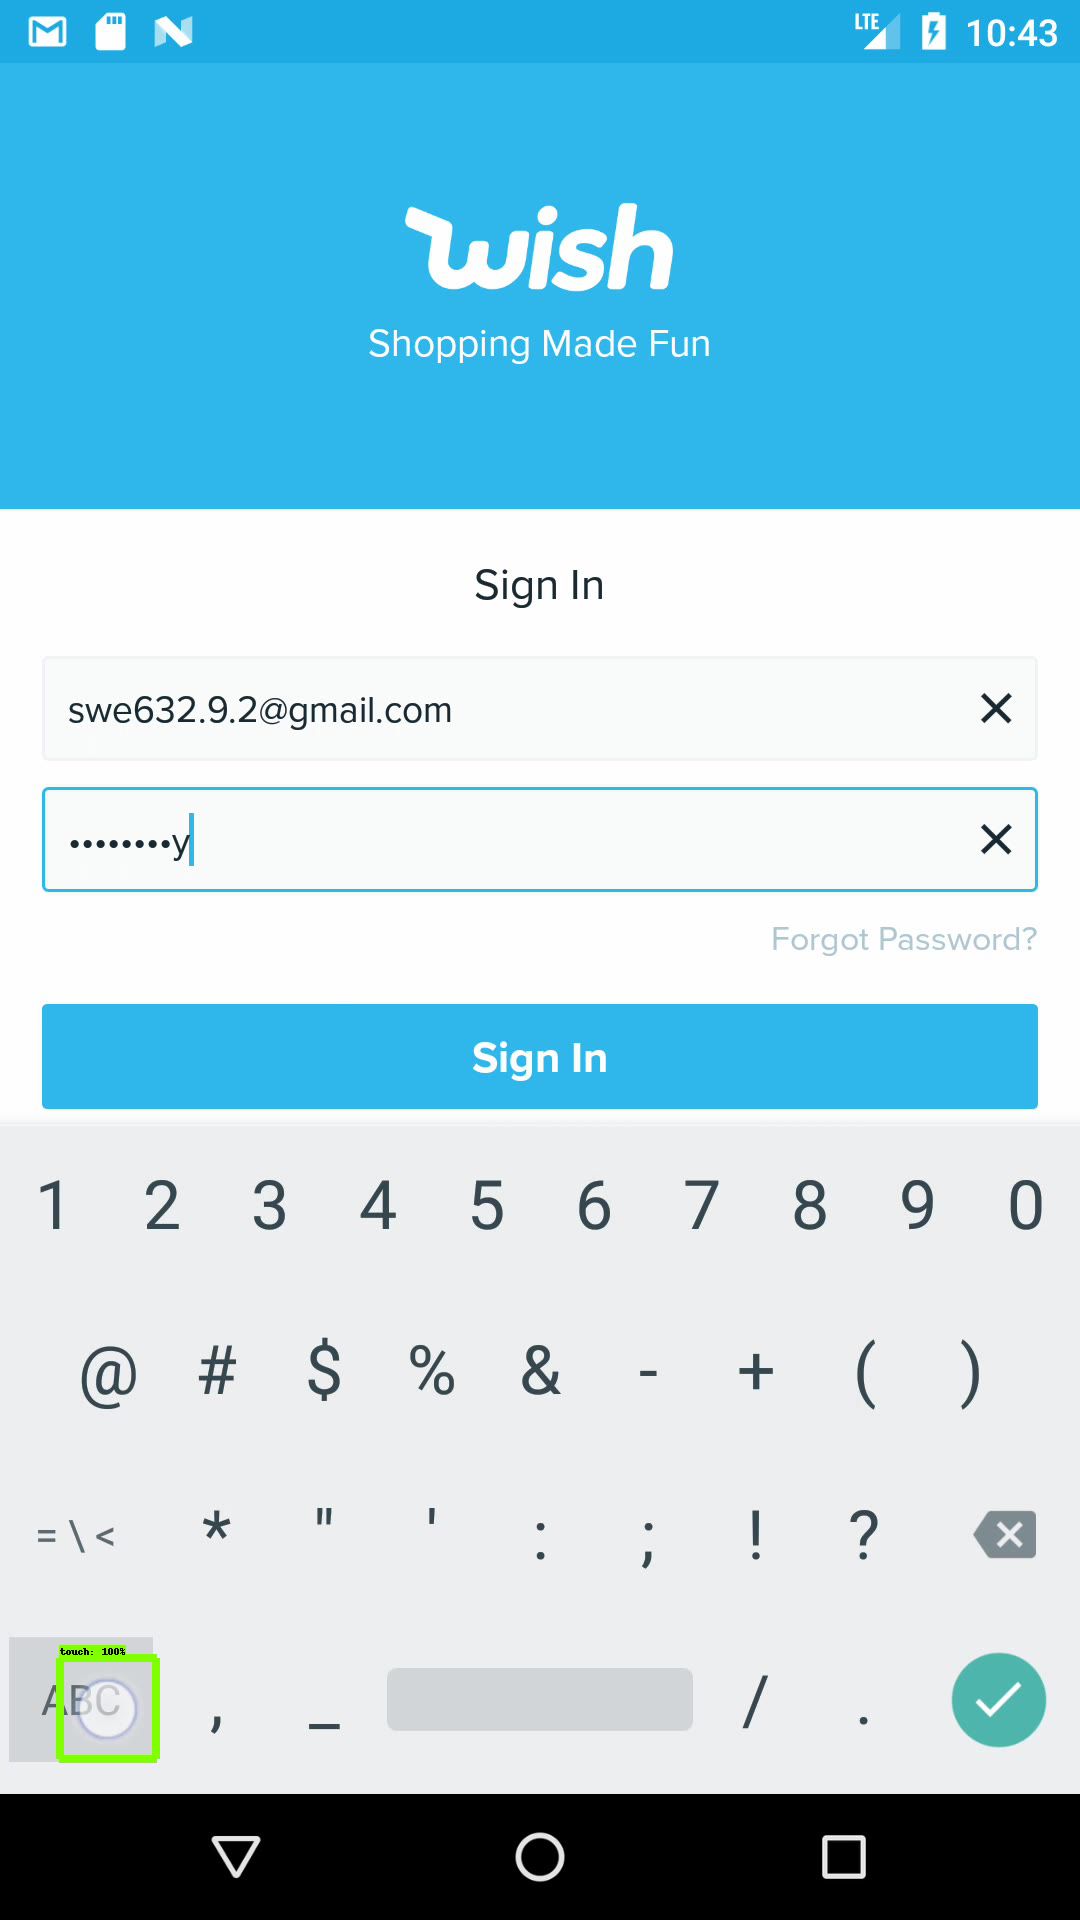 LTE 10:43
wish
Shopping Made Fun
Sign In
swe632.9.2@gmail.com
••••••••y
Forgot Password?
Sign In
1 2 3 4 5 6 7 8 9 0
@ # $ % & - + ( )
= \ < * " ' : ; ! ?
touch: 100%
ABC , _ / .